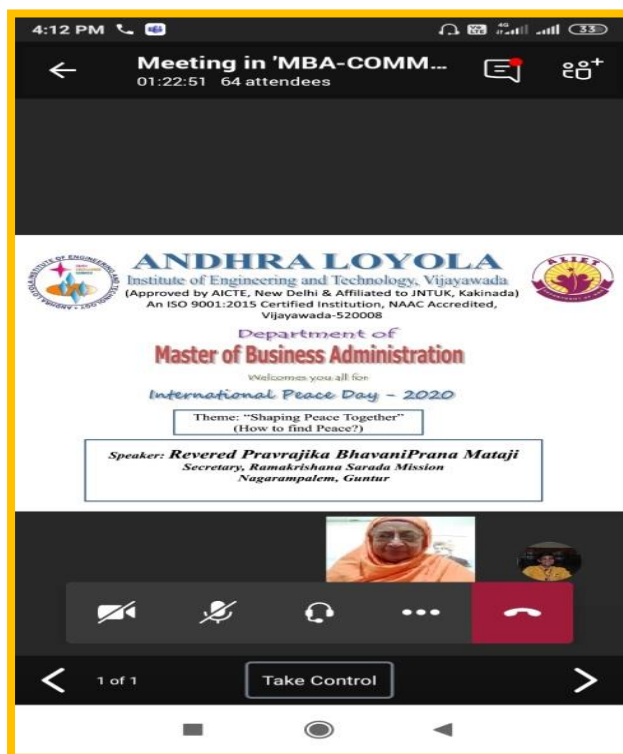 4:12 PM 4G 33
Meeting in 'MBA-COMM...
01:22:51 64 attendees
ANDHRA LOYOLA
Institute of Engineering and Technology, Vijayawada
(Approved by AICTE, New Delhi & Affiliated to JNTUK, Kakinada)
An ISO 9001:2015 Certified Institution, NAAC Accredited,
Vijayawada-520008
Department of
Master of Business Administration
Welcomes you all for
International Peace Day - 2020
Theme: "Shaping Peace Together"
(How to find Peace?)
Speaker: Revered Pravrajika BhavaniPrana Mataji
Secretary, Ramakrishana Sarada Mission
Nagarampalem, Guntur
1 of 1 Take Control